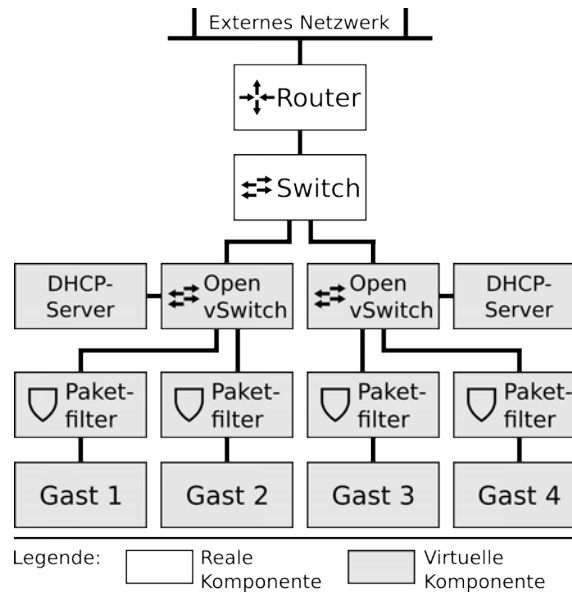 Externes Netzwerk
Router
Switch
DHCP-
Server
Open
vSwitch
Open
vSwitch
DHCP-
Server
Paket-
filter
Paket-
filter
Paket-
filter
Paket-
filter
Gast 1
Gast 2
Gast 3
Gast 4
Legende:
Reale
Komponente
Virtuelle
Komponente